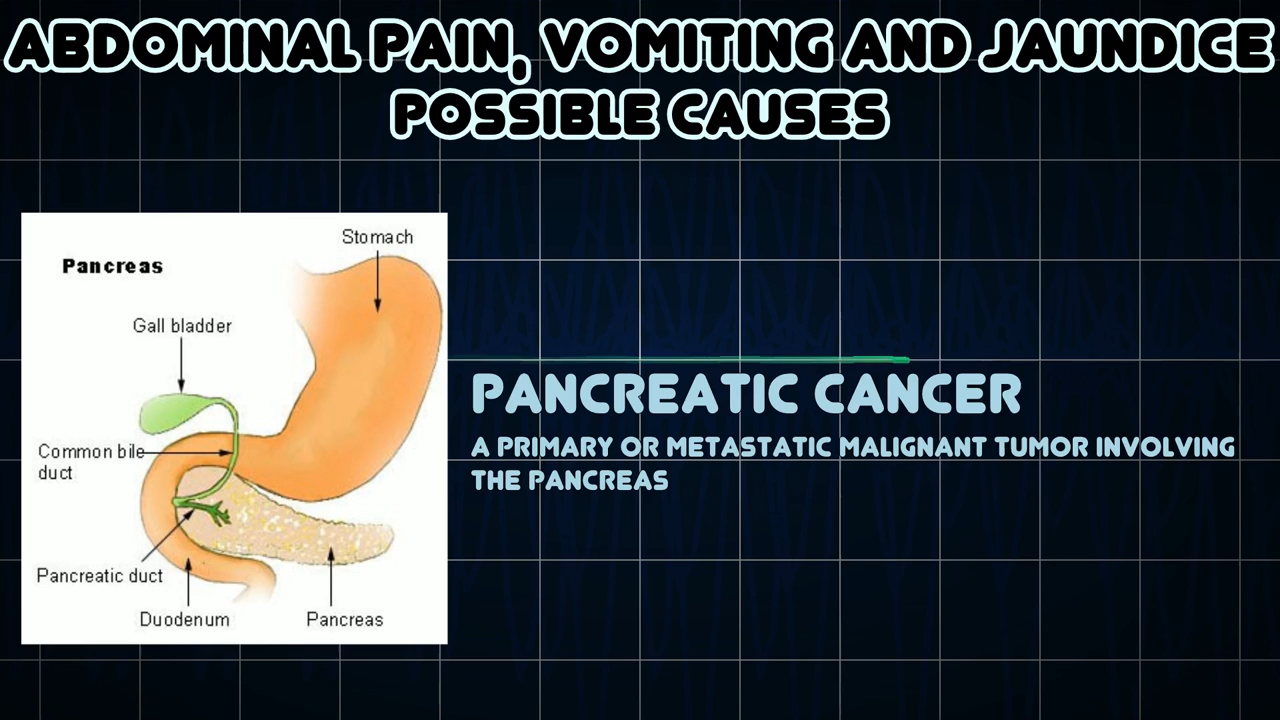 ABDOMINAL PAIN, VOMITING AND JAUNDICE
POSSIBLE CAUSES
Stomach
Pancreas
Gall bladder
Common bile
duct
Pancreatic duct
Duodenum
Pancreas
PANCREATIC CANCER
A PRIMARY OR METASTATIC MALIGNANT TUMOR INVOLVING
THE PANCREAS